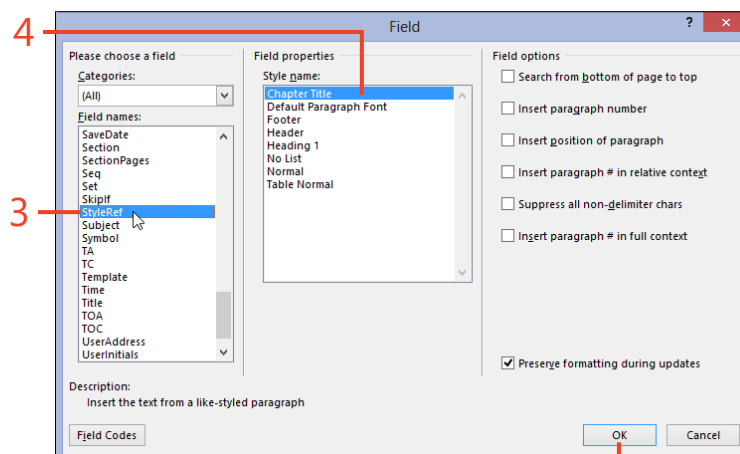 4
Field
?
Please choose a field
Categories:
(All)
Field names:
SaveDate
Section
SectionPages
Seq
Set
SkipIf
3
StyleRef
Subject
Symbol
TA
TC
Template
Time
Title
TOA
TOC
UserAddress
UserInitials
Field properties
Style name:
Chapter Title
Default Paragraph Font
Footer
Header
Heading 1
No List
Normal
Table Normal
Field options
Search from bottom of page to top
Insert paragraph number
Insert position of paragraph
Insert paragraph # in relative context
Suppress all non-delimiter chars
Insert paragraph # in full context
Preserve formatting during updates
Description:
Insert the text from a like-styled paragraph
Field Codes
OK
Cancel